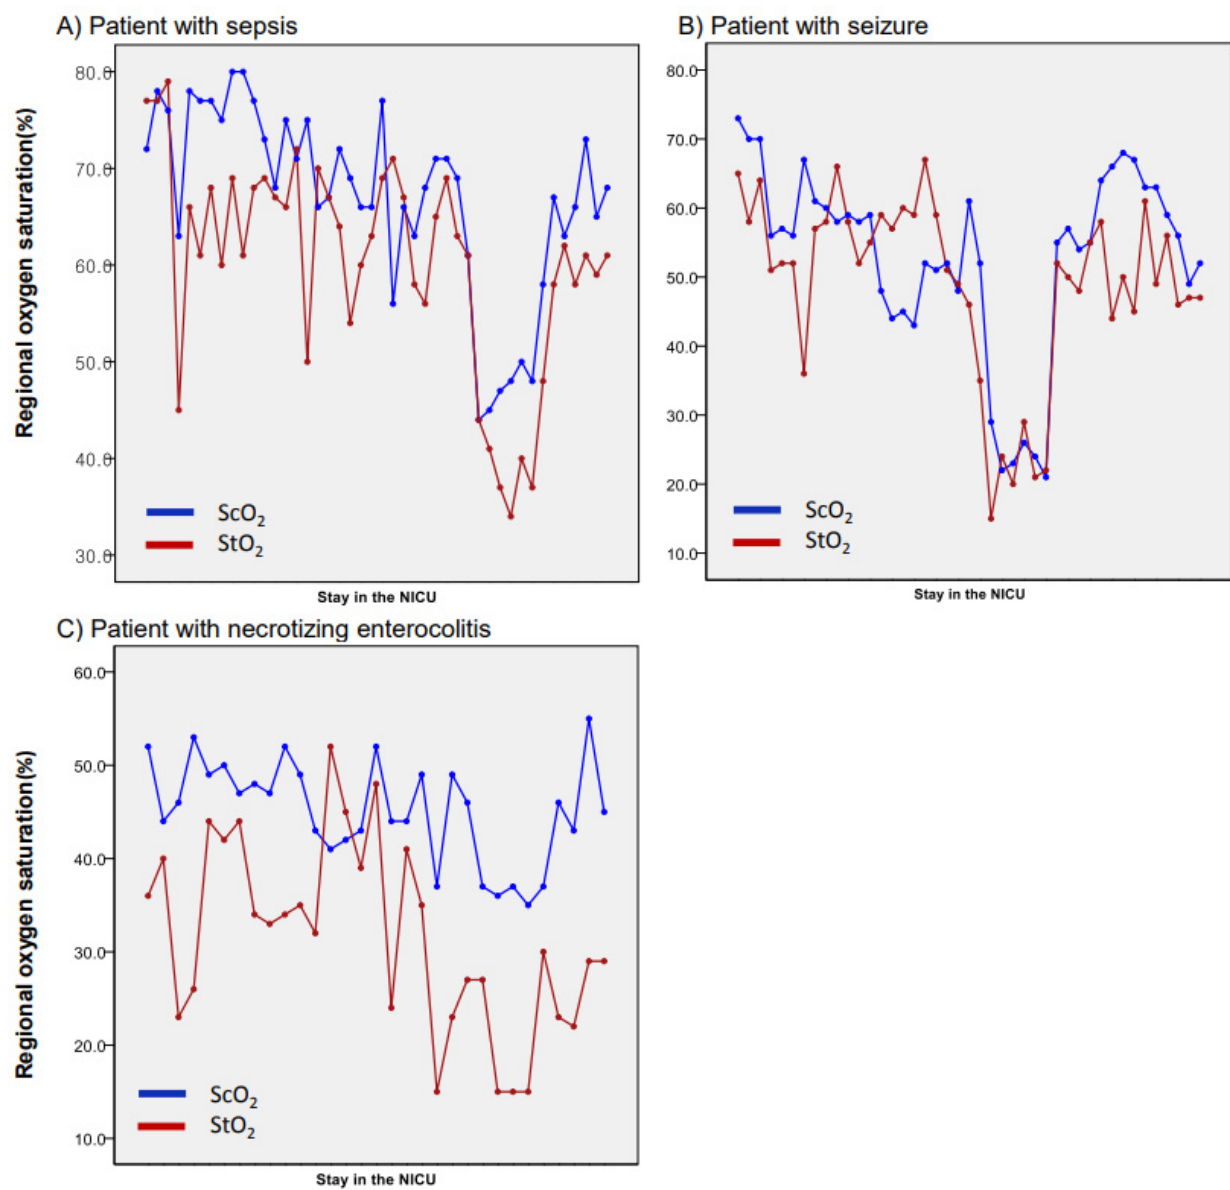 A) Patient with sepsis
Regional oxygen saturation(%)
80.0
70.0
60.0
50.0
40.0
30.0
ScO₂
StO₂
Stay in the NICU
B) Patient with seizure
80.0
70.0
60.0
50.0
40.0
30.0
20.0
10.0
ScO₂
StO₂
Stay in the NICU
C) Patient with necrotizing enterocolitis
Regional oxygen saturation(%)
60.0
50.0
40.0
30.0
20.0
10.0
ScO₂
StO₂
Stay in the NICU